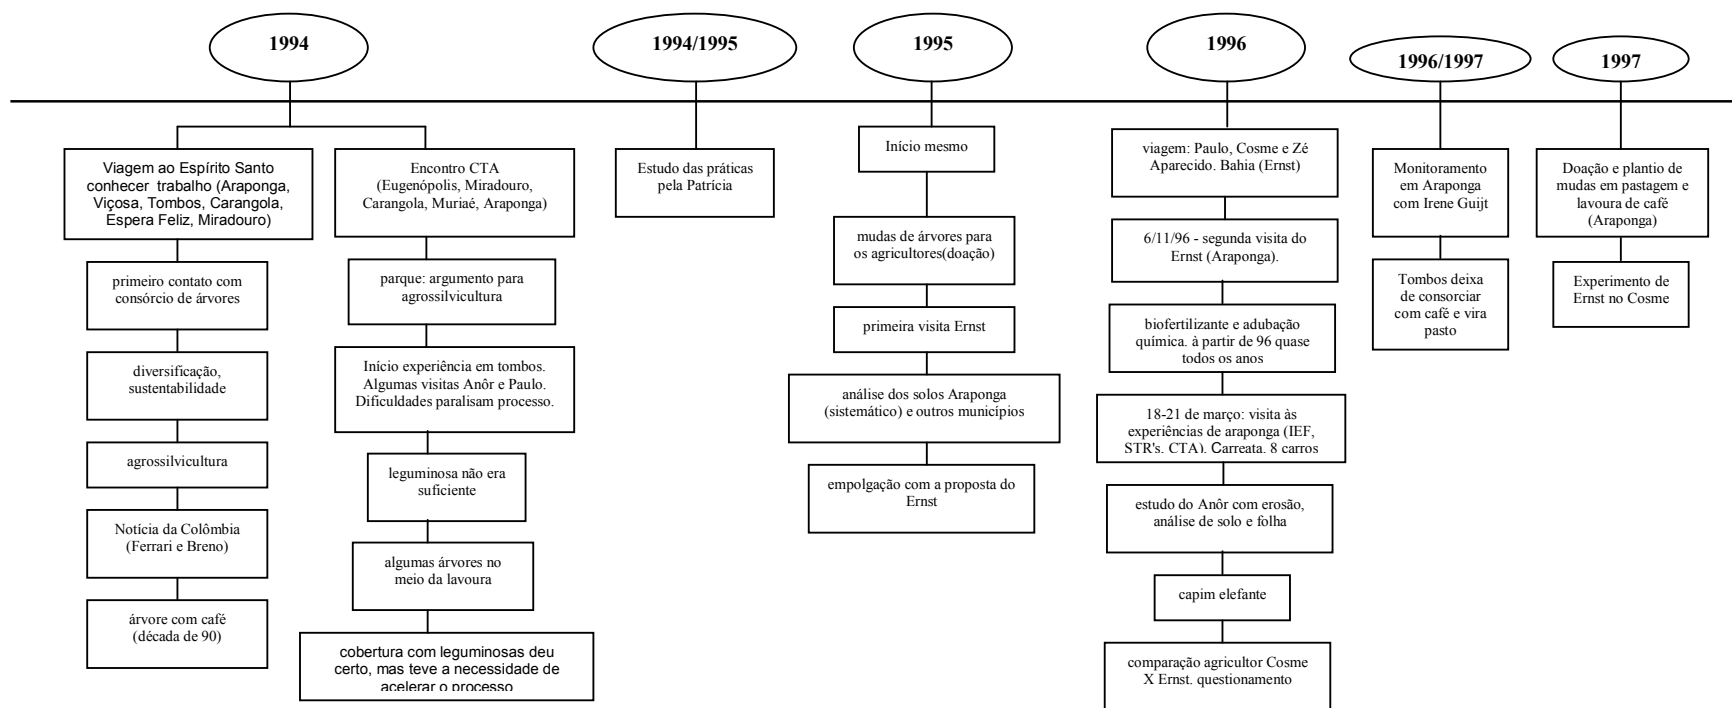 1994
1994/1995
1995
1996
1996/1997
1997
Viagem ao Espírito Santo
conhecer trabalho (Araponga,
Viçosa, Tombos, Carangola,
Espera Feliz, Miradouro)
primeiro contato com
consórcio de árvores
diversificação,
sustentabilidade
agrossilvicultura
Notícia da Colômbia
(Ferrari e Breno)
árvore com café
(década de 90)
Encontro CTA
(Eugenópolis, Miradouro,
Carangola, Muriaé, Araponga)
parque: argumento para
agrossilvicultura
Início experiência em tombos.
Algumas visitas Anôr e Paulo.
Dificuldades paralisam processo.
leguminosa não era
suficiente
algumas árvores no
meio da lavoura
cobertura com leguminosas deu
certo, mas teve a necessidade de
acelerar o processo
Estudo das práticas
pela Patrícia
Início mesmo
mudas de árvores para
os agricultores(doação)
primeira visita Ernst
análise dos solos Araponga
(sistemático) e outros municípios
empolgação com a proposta do
Ernst
viagem: Paulo, Cosme e Zé
Aparecido. Bahia (Ernst)
6/11/96 - segunda visita do
Ernst (Araponga).
biofertilizante e adubação
química. à partir de 96 quase
todos os anos
18-21 de março: visita às
experiências de araponga (IEF,
STR's. CTA). Carreata. 8 carros
estudo do Anôr com erosão,
análise de solo e folha
capim elefante
comparação agricultor Cosme
X Ernst. questionamento
Monitoramento
em Araponga
com Irene Guijt
Tombos deixa
de consorciar
com café e vira
pasto
Doação e plantio de
mudas em pastagem e
lavoura de café
(Araponga)
Experimento de
Ernst no Cosme